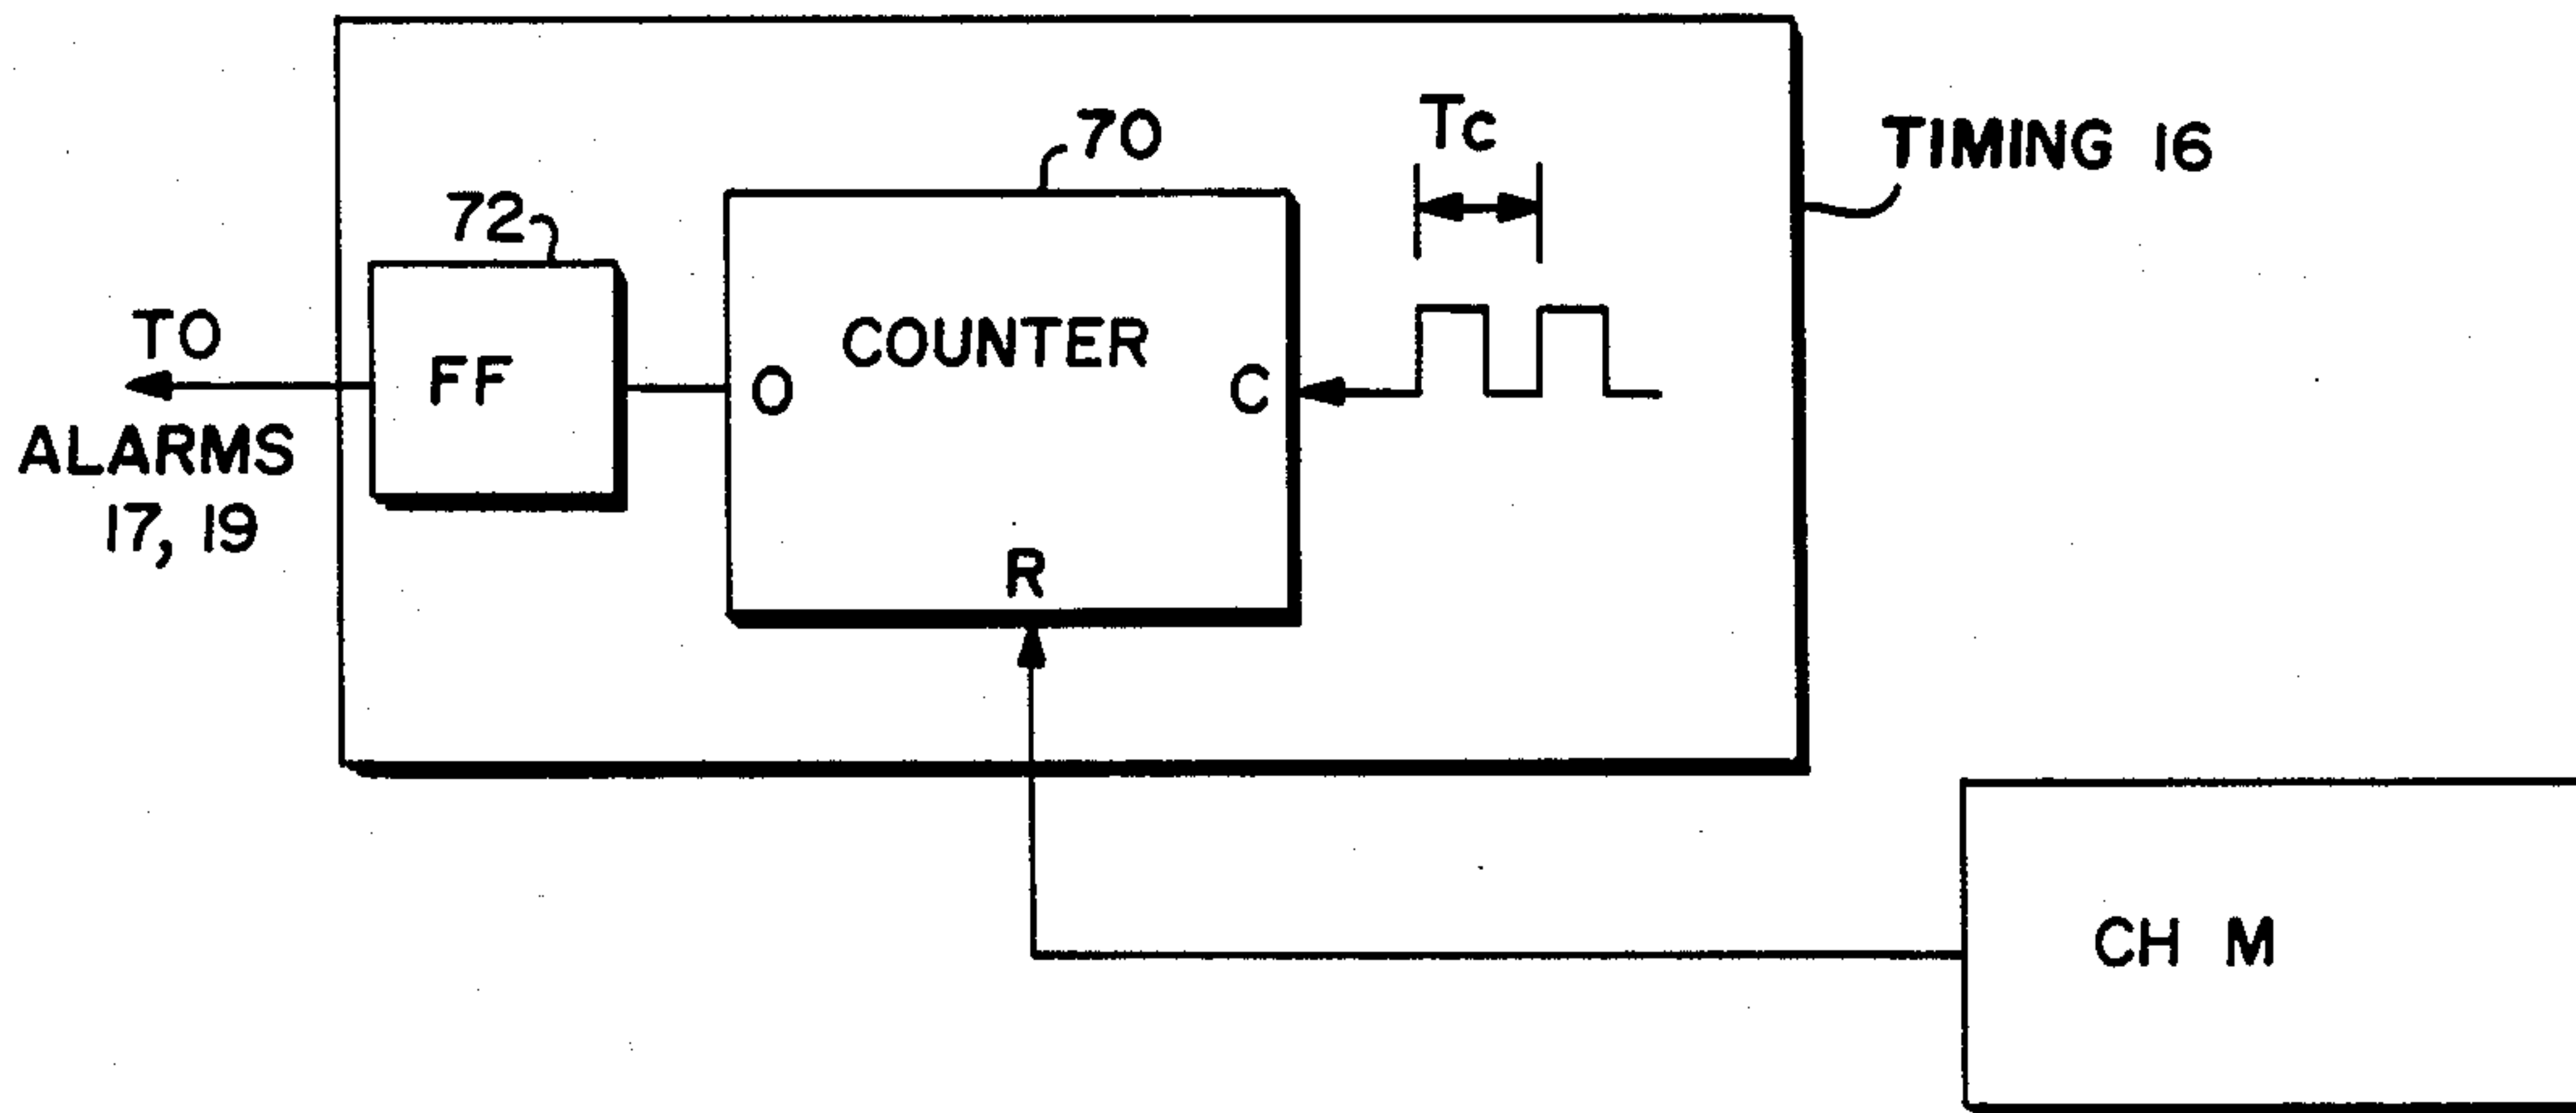 70
Tc
TIMING 16
72
TO
ALARMS
17, 19
FF
COUNTER
O
C
R
CH M